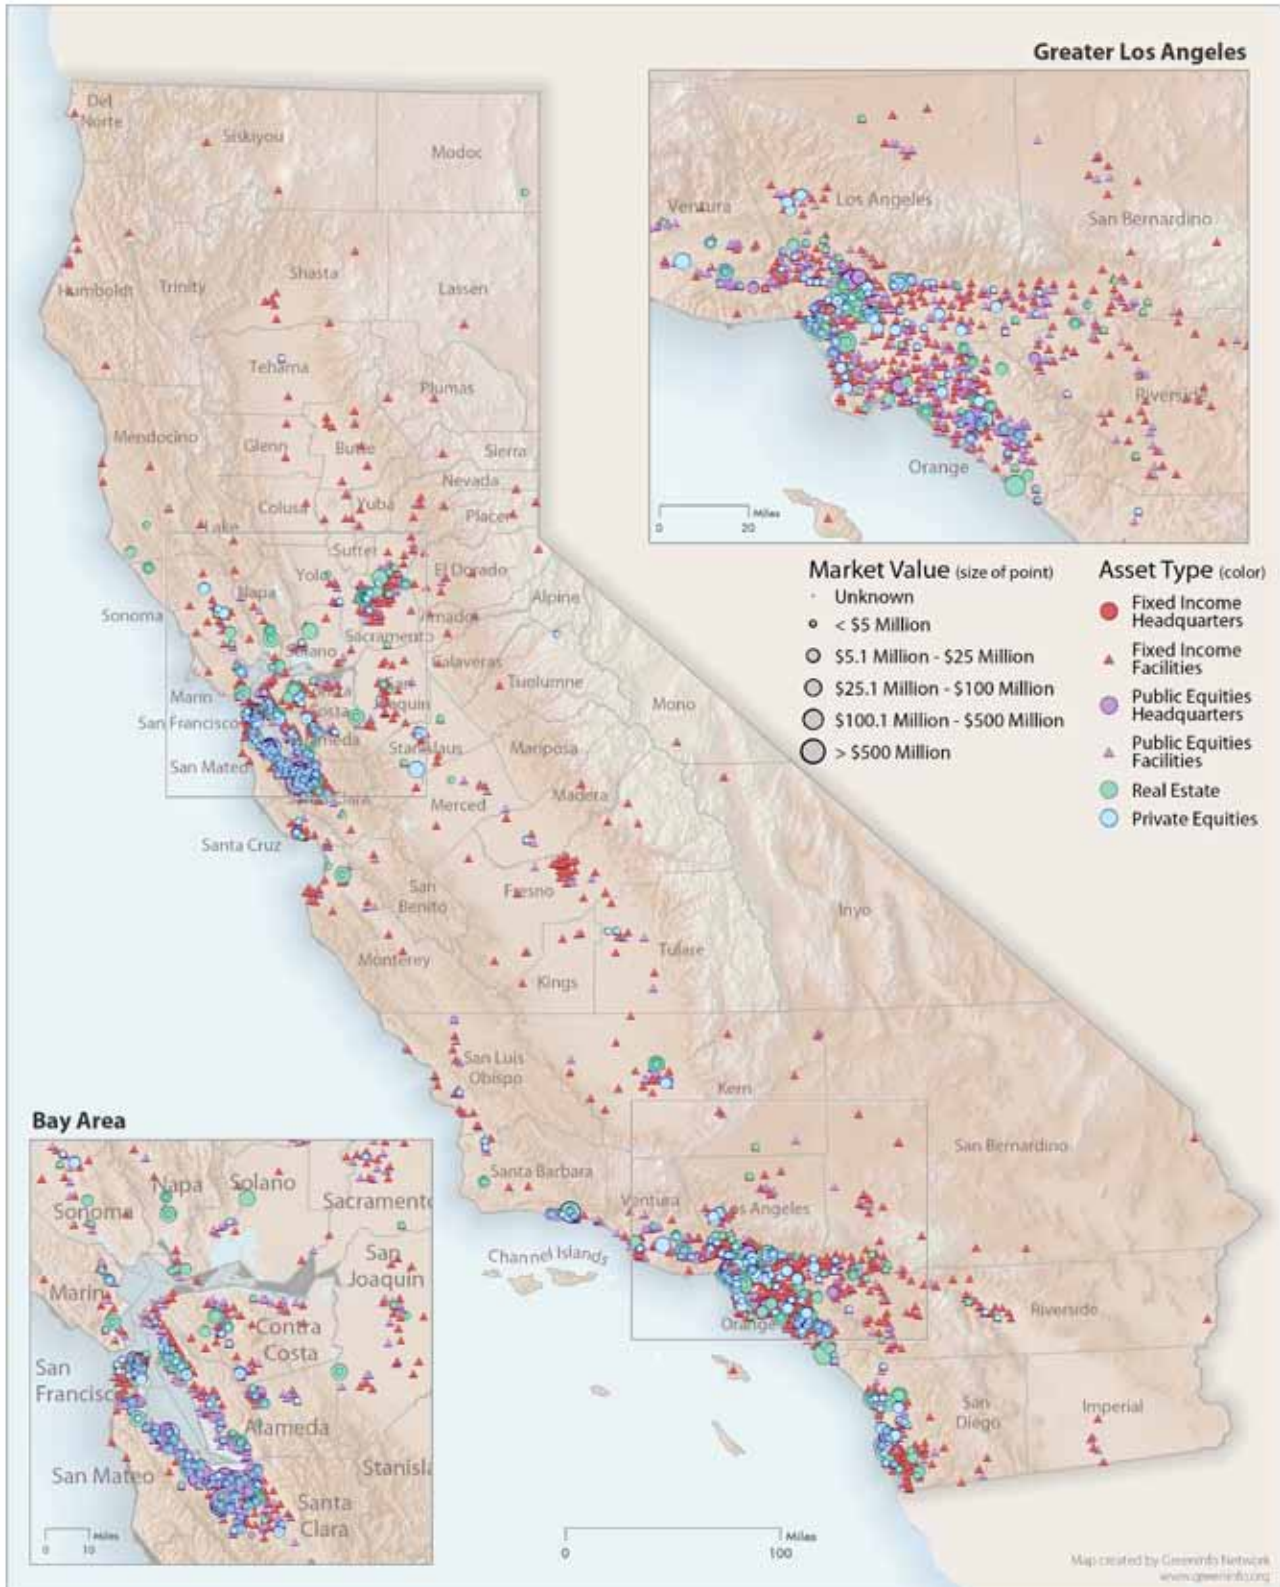 Greater Los Angeles
Del
Norte
Siskiyou
Modoc
Humboldt
Trinity
Shasta
Lassen
Tehama
Plumas
Mendocino
Glenn
Butte
Sierra
Nevada
Colusa
Yuba
Placer
Lake
Sutter
Yolo
El Dorado
Napa
Sonoma
Amador
Alpine
Sacramento
Solano
Calaveras
Tuolumne
Marin
San Francisco
Mono
San Mateo
Stanislaus
Mariposa
Merced
Madera
Santa Cruz
San
Benito
Fresno
Inyo
Monterey
Kings
Tulare
San Luis
Obispo
Kern
San Bernardino
Santa Barbara
Ventura
Los Angeles
Channel Islands
Orange
Riverside
San
Diego
Imperial
Ventura
Los Angeles
San Bernardino
Riverside
Orange
0 20 Miles
Market Value (size of point)
Unknown
< $5 Million
$5.1 Million - $25 Million
$25.1 Million - $100 Million
$100.1 Million - $500 Million
> $500 Million
Asset Type (color)
Fixed Income
Headquarters
Fixed Income
Facilities
Public Equities
Headquarters
Public Equities
Facilities
Real Estate
Private Equities
Bay Area
Napa
Solano
Sonoma
Sacramento
San
Joaquin
Marin
Contra
Costa
San
Francisc
Alameda
San Mateo
Stanisla
Santa
Clara
0 10 Miles
0 100 Miles
Map created by GreenInfo Network
www.greeninfo.org